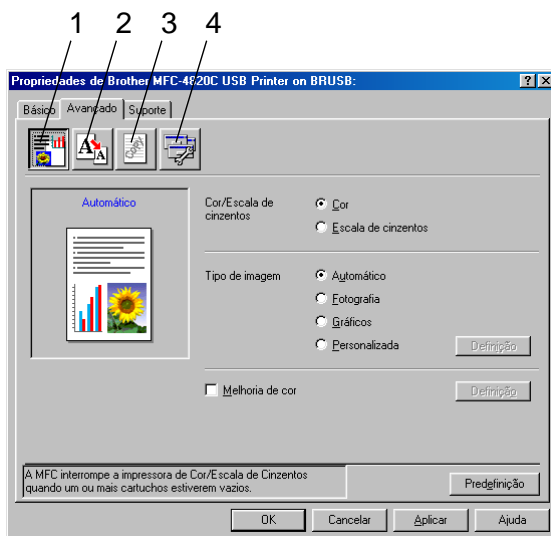 1 2 3 4
Propriedades de Brother MFC-4820C USB Printer on BRUSB:
Básico Avançado Suporte
Automático
Cor/Escala de cinzentos
Cor
Escala de cinzentos
Tipo de imagem
Automático
Fotografia
Gráficos
Personalizada
Definição
Melhoria de cor
Definição
A MFC interrompe a impressora de Cor/Escala de Cinzentos
quando um ou mais cartuchos estiverem vazios.
Predefinição
OK Cancelar Aplicar Ajuda